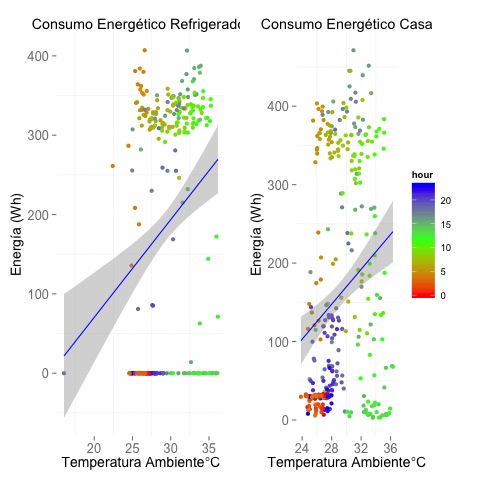 Consumo Energético Refrigerado
Energía (Wh)
400
300
200
100
0
20 25 30 35
Temperatura Ambiente°C
Consumo Energético Casa
Energía (Wh)
400
300
200
100
0
24 28 32 36
Temperatura Ambiente°C
hour
20
15
10
5
0